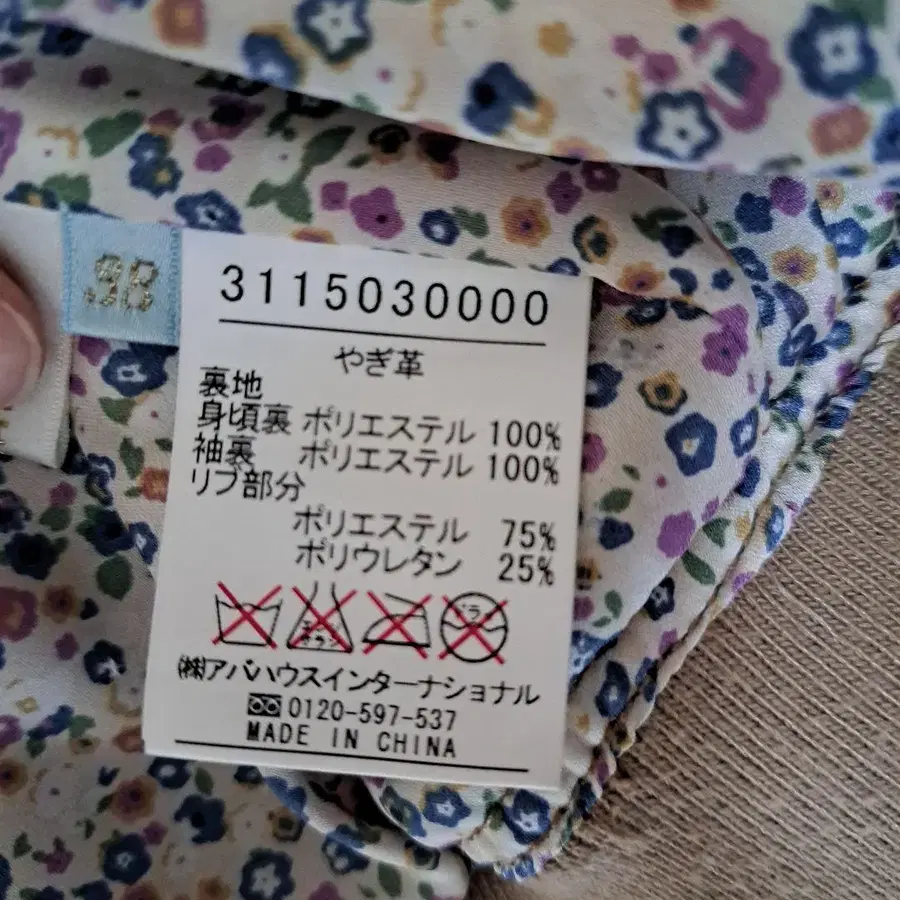 38
3115030000
やぎ革
裏地
身頃裏 ポリエステル 100%
袖裏 ポリエステル 100%
リブ部分
ポリエステル 75%
ポリウレタン 25%
㈱アバハウスインターナショナル
0120-597-537
MADE IN CHINA